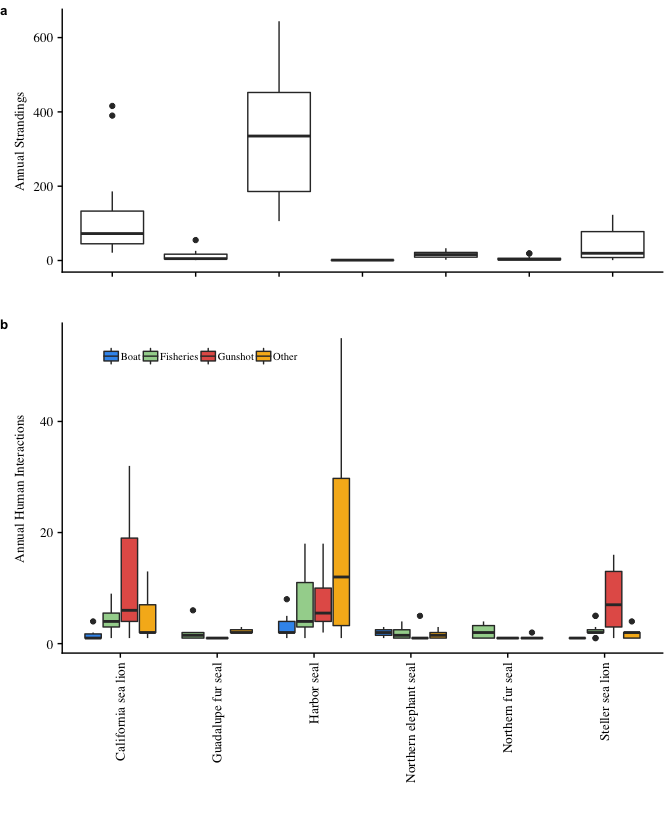 a
Annual Strandings
600
400
200
0
b
Annual Human Interactions
Boat Fisheries Gunshot Other
40
20
0
California sea lion
Guadalupe fur seal
Harbor seal
Northern elephant seal
Northern fur seal
Steller sea lion